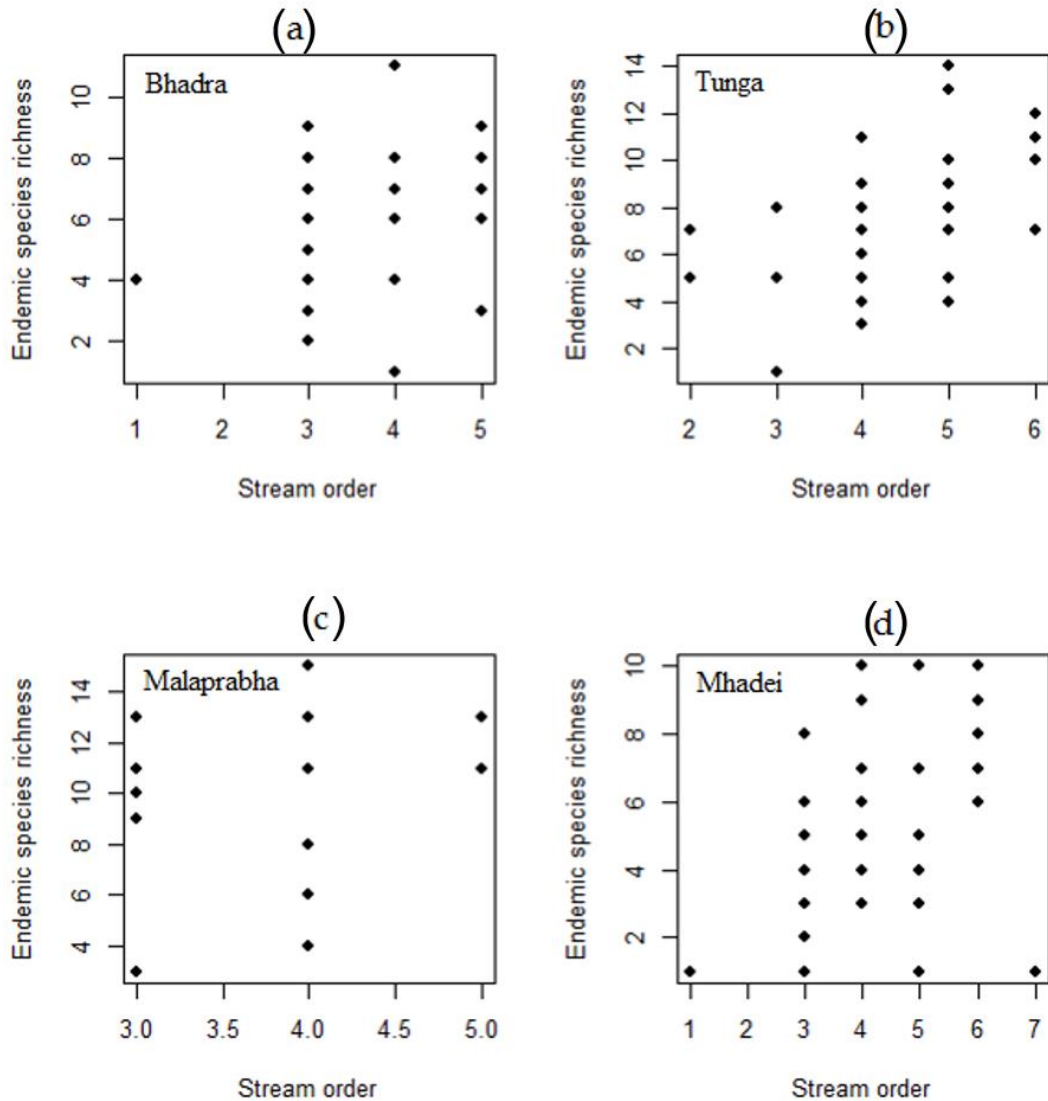 (a)
Bhadra
Endemic species richness
10
8
6
4
2
1 2 3 4 5
Stream order
(b)
Tunga
Endemic species richness
14
12
10
8
6
4
2
2 3 4 5 6
Stream order
(c)
Malaprabha
Endemic species richness
14
12
10
8
6
4
3.0 3.5 4.0 4.5 5.0
Stream order
(d)
Mhadei
Endemic species richness
10
8
6
4
2
1 2 3 4 5 6 7
Stream order